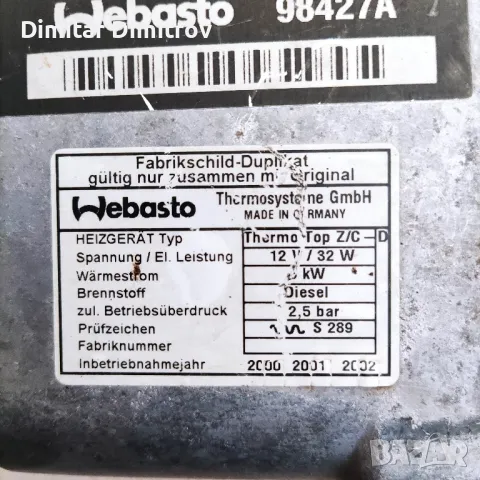 Webasto 98427A
Dimitar Dimitrov
Fabrikschild-Duplikat
gültig nur zusammen mit Original
Webasto Thermosysteme GmbH
MADE IN GERMANY
HEIZGERÄT Typ Thermo Top Z/C - D
Spannung / El. Leistung 12 V / 32 W
Wärmestrom kW
Brennstoff Diesel
zul. Betriebsüberdruck 2,5 bar
Prüfzeichen S 289
Fabriknummer
Inbetriebnahmejahr 2000 2001 2002
BAZAR